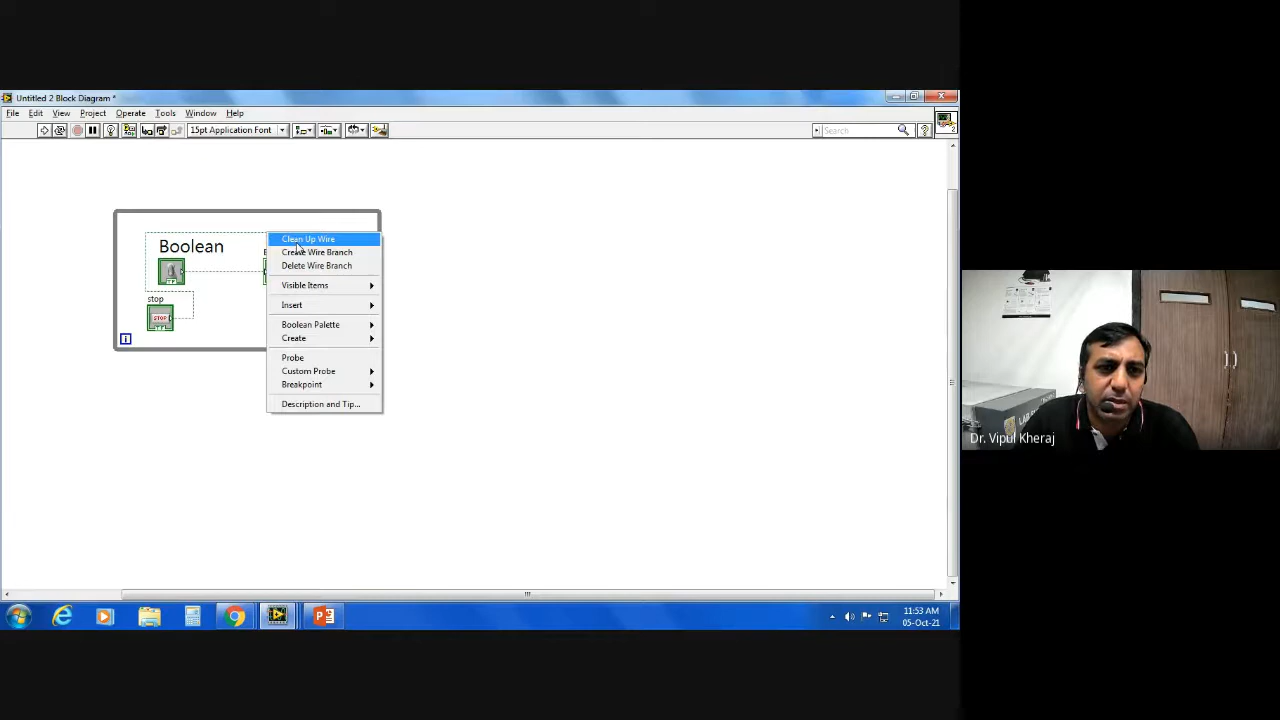 Untitled 2 Block Diagram *
File Edit View Project Operate Tools Window Help
15pt Application Font
Search
Boolean
stop
STOP
TF
i
Clean Up Wire
Create Wire Branch
Delete Wire Branch
Visible Items
Insert
Boolean Palette
Create
Probe
Custom Probe
Breakpoint
Description and Tip...
Dr. Vipul Kheraj
11:53 AM
05-Oct-21